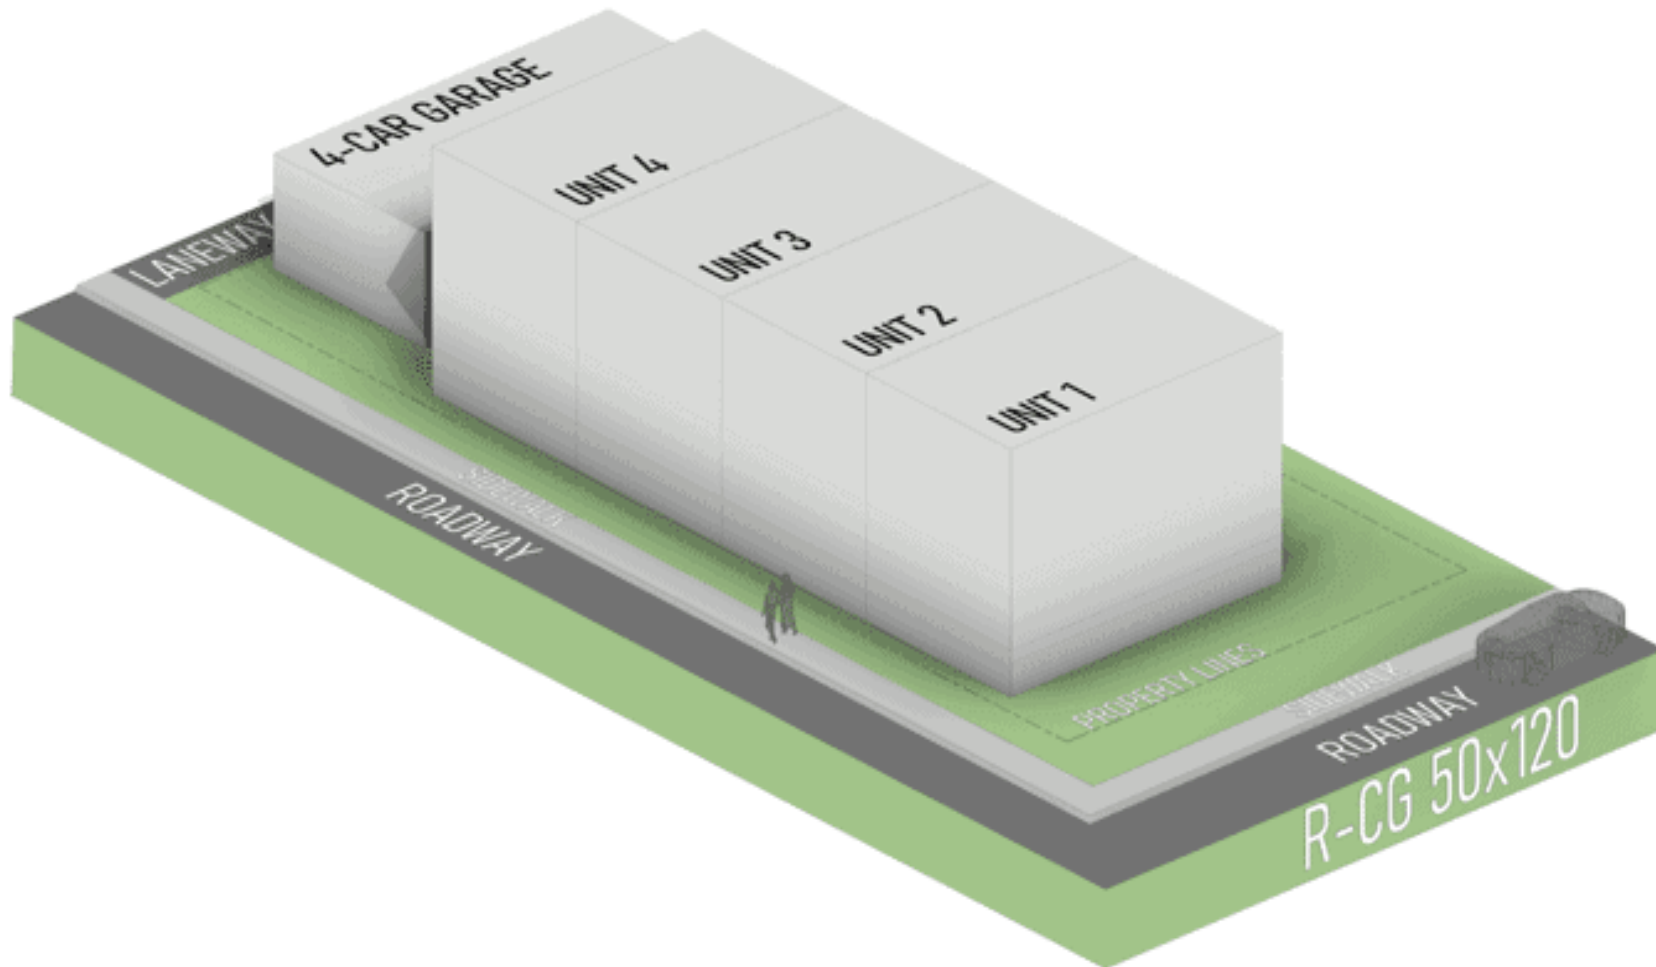 4-CAR GARAGE
UNIT 4
LANEWAY
UNIT 3
UNIT 2
UNIT 1
SIDEWALK
ROADWAY
PROPERTY LINES
SIDEWALK
ROADWAY
R-CG 50x120